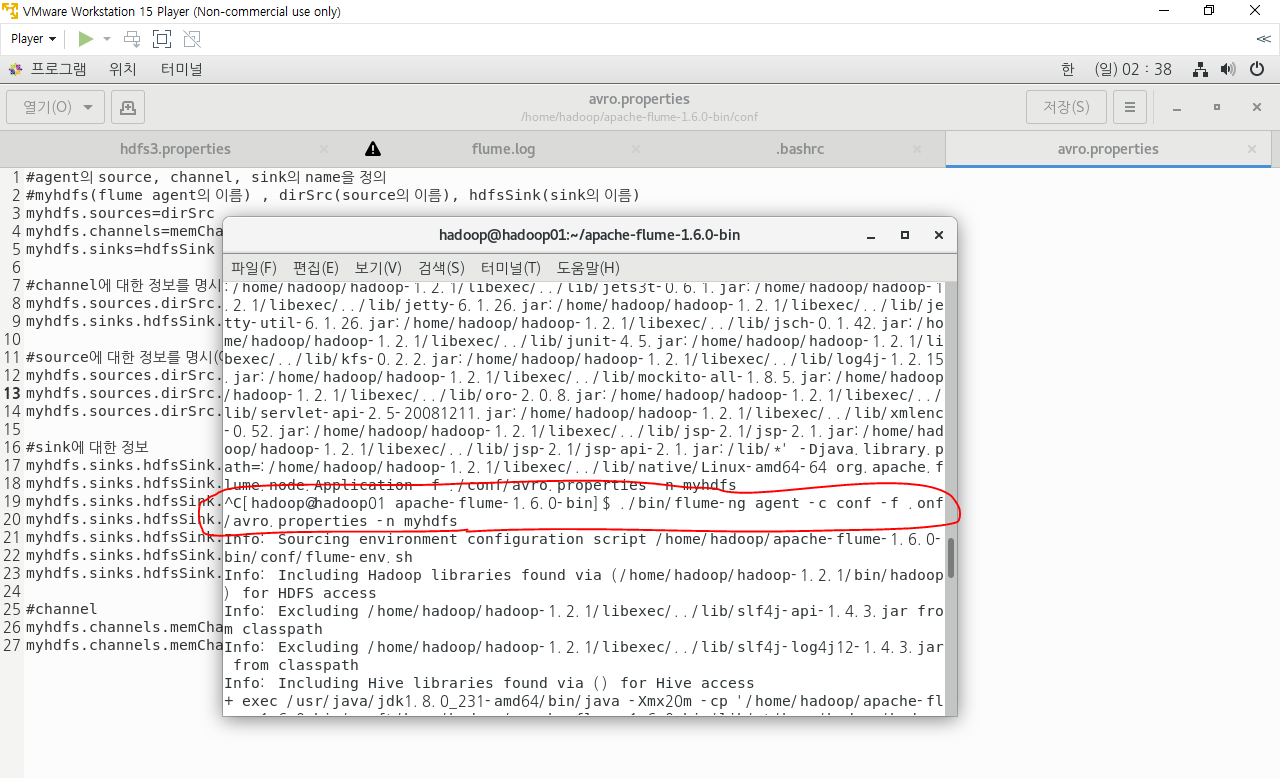 VMware Workstation 15 Player (Non-commercial use only)
Player
프로그램 위치 터미널 한 (일) 02 : 38
열기(O) avro.properties 저장(S)
/home/hadoop/apache-flume-1.6.0-bin/conf
hdfs3.properties flume.log .bashrc avro.properties
1 #agent의 source, channel, sink의 name을 정의
2 #myhdfs(flume agent의 이름) , dirSrc(source의 이름), hdfsSink(sink의 이름)
3 myhdfs.sources=dirSrc
4 myhdfs.channels=memCha
5 myhdfs.sinks=hdfsSink
6
7 #channel에 대한 정보를 명시
8 myhdfs.sources.dirSrc.
9 myhdfs.sinks.hdfsSink.
10
11 #source에 대한 정보를 명시(
12 myhdfs.sources.dirSrc.
13 myhdfs.sources.dirSrc.
14 myhdfs.sources.dirSrc.
15
16 #sink에 대한 정보
17 myhdfs.sinks.hdfsSink.
18 myhdfs.sinks.hdfsSink.
19 myhdfs.sinks.hdfsSink.
20 myhdfs.sinks.hdfsSink.
21 myhdfs.sinks.hdfsSink.
22 myhdfs.sinks.hdfsSink.
23 myhdfs.sinks.hdfsSink.
24
25 #channel
26 myhdfs.channels.memCha
27 myhdfs.channels.memCha
hadoop@hadoop01:~/apache-flume-1.6.0-bin
파일(F) 편집(E) 보기(V) 검색(S) 터미널(T) 도움말(H)
:/home/hadoop/hadoop-1.2.1/libexec/../lib/jets3t-0.6.1.jar:/home/hadoop/hadoop-1
.2.1/libexec/../lib/jetty-6.1.26.jar:/home/hadoop/hadoop-1.2.1/libexec/../lib/je
tty-util-6.1.26.jar:/home/hadoop/hadoop-1.2.1/libexec/../lib/jsch-0.1.42.jar:/ho
me/hadoop/hadoop-1.2.1/libexec/../lib/junit-4.5.jar:/home/hadoop/hadoop-1.2.1/li
bexec/../lib/kfs-0.2.2.jar:/home/hadoop/hadoop-1.2.1/libexec/../lib/log4j-1.2.15
.jar:/home/hadoop/hadoop-1.2.1/libexec/../lib/mockito-all-1.8.5.jar:/home/hadoop
/hadoop-1.2.1/libexec/../lib/oro-2.0.8.jar:/home/hadoop/hadoop-1.2.1/libexec/../
lib/servlet-api-2.5-20081211.jar:/home/hadoop/hadoop-1.2.1/libexec/../lib/xmlenc
-0.52.jar:/home/hadoop/hadoop-1.2.1/libexec/../lib/jsp-2.1/jsp-2.1.jar:/home/had
oop/hadoop-1.2.1/libexec/../lib/jsp-2.1/jsp-api-2.1.jar:/lib/*' -Djava.library.p
ath=:/home/hadoop/hadoop-1.2.1/libexec/../lib/native/Linux-amd64-64 org.apache.f
lume.node.Application -f ./conf/avro.properties -n myhdfs
^C[hadoop@hadoop01 apache-flume-1.6.0-bin]$ ./bin/flume-ng agent -c conf -f .onf
/avro.properties -n myhdfs
Info: Sourcing environment configuration script /home/hadoop/apache-flume-1.6.0-
bin/conf/flume-env.sh
Info: Including Hadoop libraries found via (/home/hadoop/hadoop-1.2.1/bin/hadoop
) for HDFS access
Info: Excluding /home/hadoop/hadoop-1.2.1/libexec/../lib/slf4j-api-1.4.3.jar fro
m classpath
Info: Excluding /home/hadoop/hadoop-1.2.1/libexec/../lib/slf4j-log4j12-1.4.3.jar
from classpath
Info: Including Hive libraries found via () for Hive access
+ exec /usr/java/jdk1.8.0_231-amd64/bin/java -Xmx20m -cp '/home/hadoop/apache-fl